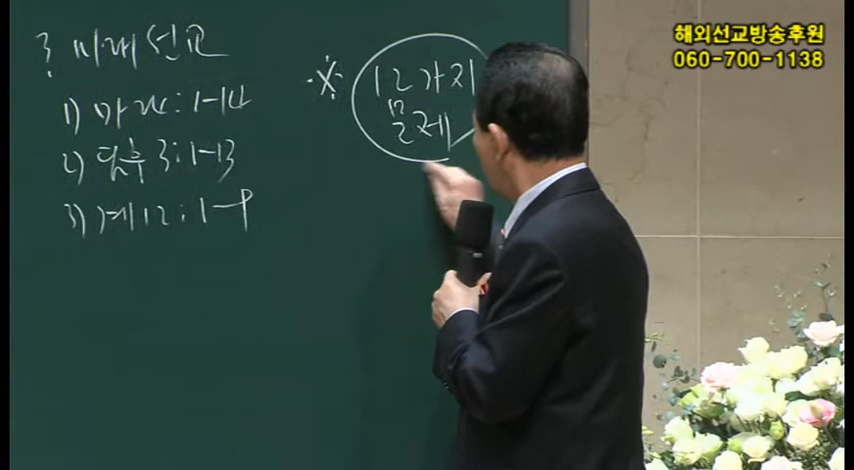 해외선교방송후원
060-700-1138
3. 미래 선교
1) 마 24:1-14
2) 딤후 3:1-13
3) 계 12:1-9
※ 12가지
문제